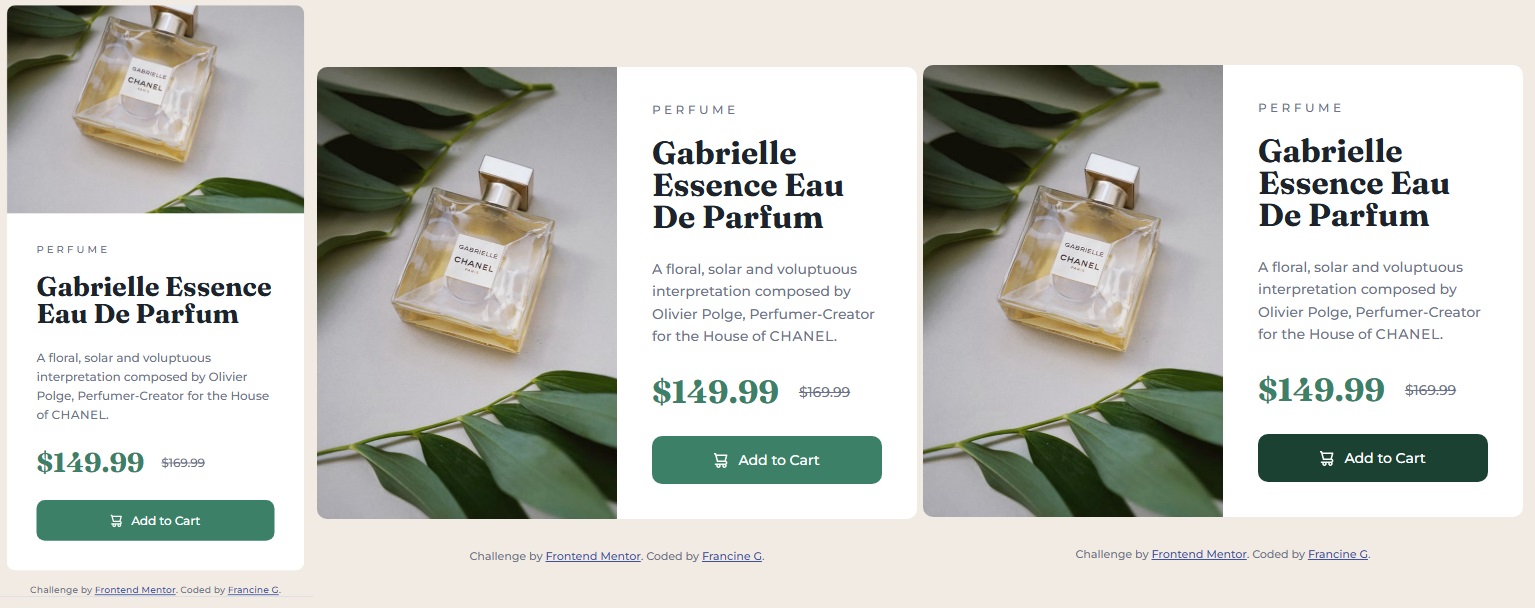 GABRIELLE
CHANEL
PARIS
PERFUME
Gabrielle Essence
Eau De Parfum
A floral, solar and voluptuous
interpretation composed by Olivier
Polge, Perfumer-Creator for the House
of CHANEL.
$149.99 $169.99
Add to Cart
Challenge by Frontend Mentor. Coded by Francine G.
GABRIELLE
CHANEL
PARIS
PERFUME
Gabrielle
Essence Eau
De Parfum
A floral, solar and voluptuous
interpretation composed by
Olivier Polge, Perfumer-Creator
for the House of CHANEL.
$149.99 $169.99
Add to Cart
Challenge by Frontend Mentor. Coded by Francine G.
GABRIELLE
CHANEL
PARIS
PERFUME
Gabrielle
Essence Eau
De Parfum
A floral, solar and voluptuous
interpretation composed by
Olivier Polge, Perfumer-Creator
for the House of CHANEL.
$149.99 $169.99
Add to Cart
Challenge by Frontend Mentor. Coded by Francine G.